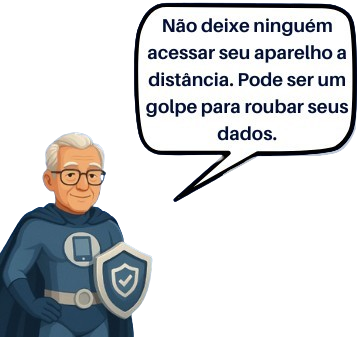 Não deixe ninguém
acessar seu aparelho a
distância. Pode ser um
golpe para roubar seus
dados.